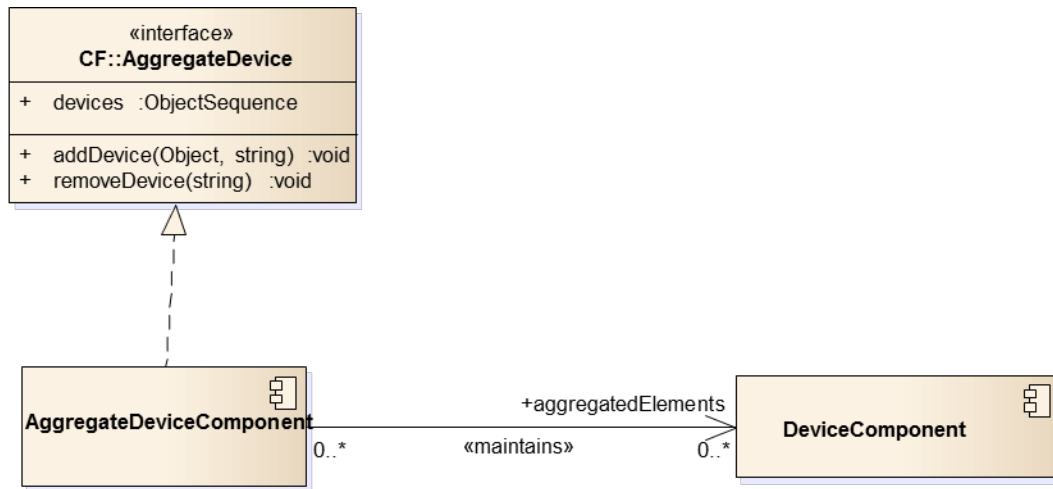 «interface»
CF::AggregateDevice
+ devices :ObjectSequence
+ addDevice(Object, string) :void
+ removeDevice(string) :void
AggregateDeviceComponent
+aggregatedElements
0..*
«maintains»
0..*
DeviceComponent